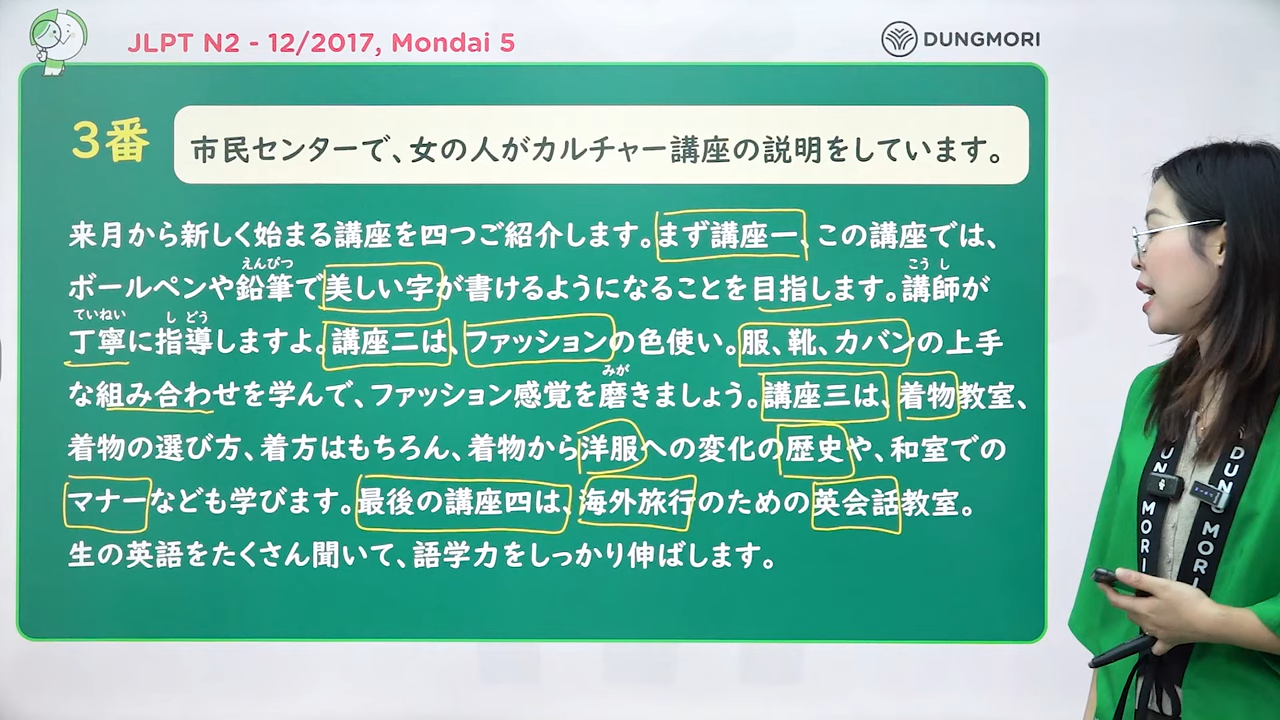 JLPT N2 - 12/2017, Mondai 5
DUNGMORI
3番
市民センターで、女の人がカルチャー講座の説明をしています。
来月から新しく始まる講座を四つご紹介します。まず講座一、この講座では、
えんぴつ
こうし
ボールペンや鉛筆で美しい字が書けるようになることを目指します。講師が
ていねい
しどう
丁寧に指導しますよ。講座二は、ファッションの色使い。服、靴、カバンの上手
みが
な組み合わせを学んで、ファッション感覚を磨きましょう。講座三は、着物教室、
着物の選び方、着方はもちろん、着物から洋服への変化の歴史や、和室での
マナーなども学びます。最後の講座四は、海外旅行のための英会話教室。
生の英語をたくさん聞いて、語学力をしっかり伸ばします。
DUN
MORI
DUN
MORI